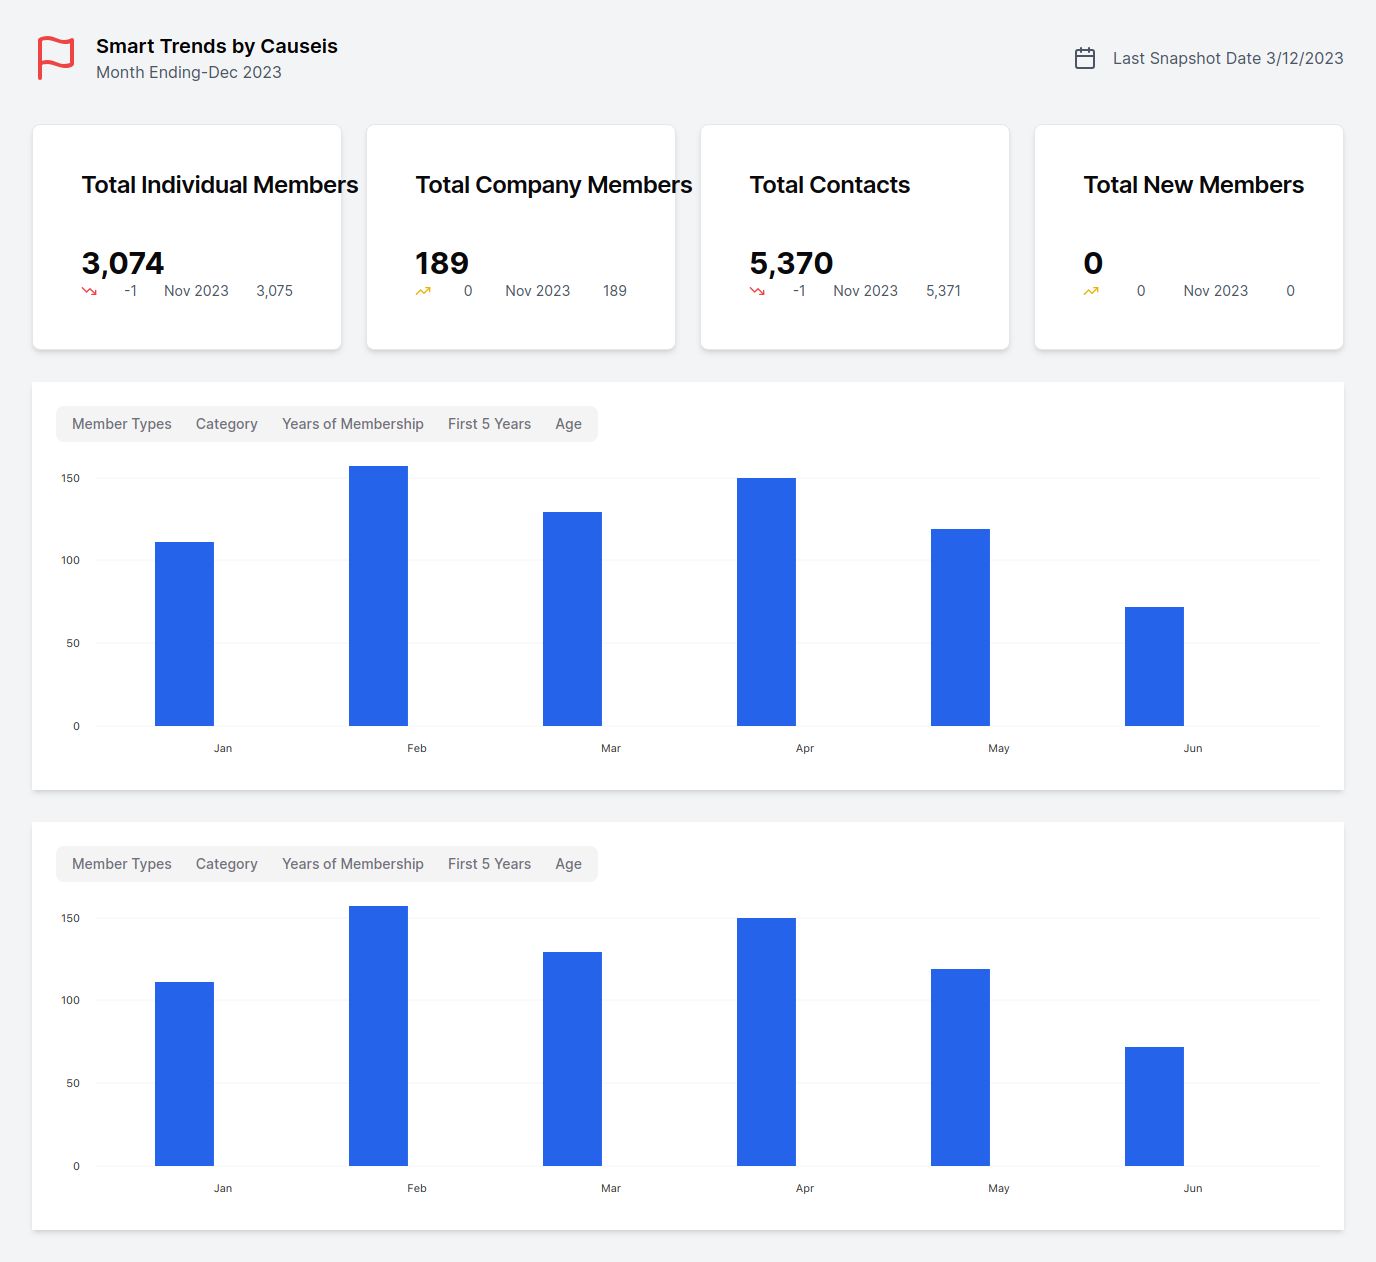 Smart Trends by Causeis
Month Ending-Dec 2023
Last Snapshot Date 3/12/2023
Total Individual Members
3,074
-1 Nov 2023 3,075
Total Company Members
189
0 Nov 2023 189
Total Contacts
5,370
-1 Nov 2023 5,371
Total New Members
0
0 Nov 2023 0
Member Types Category Years of Membership First 5 Years Age
150
100
50
0
Jan Feb Mar Apr May Jun
Member Types Category Years of Membership First 5 Years Age
150
100
50
0
Jan Feb Mar Apr May Jun